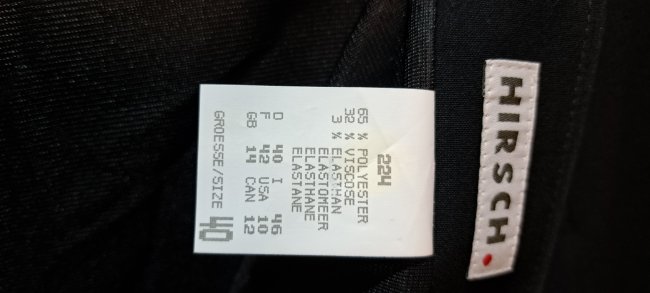 224
65 % POLYESTER
32 % VISCOSE
3 % ELASTHAN
ELASTOMEER
ELASTHANE
ELASTANE
D 40 I 46
F 42 USA 10
GB 14 CAN 12
GROESSE/SIZE 40
HIRSCH